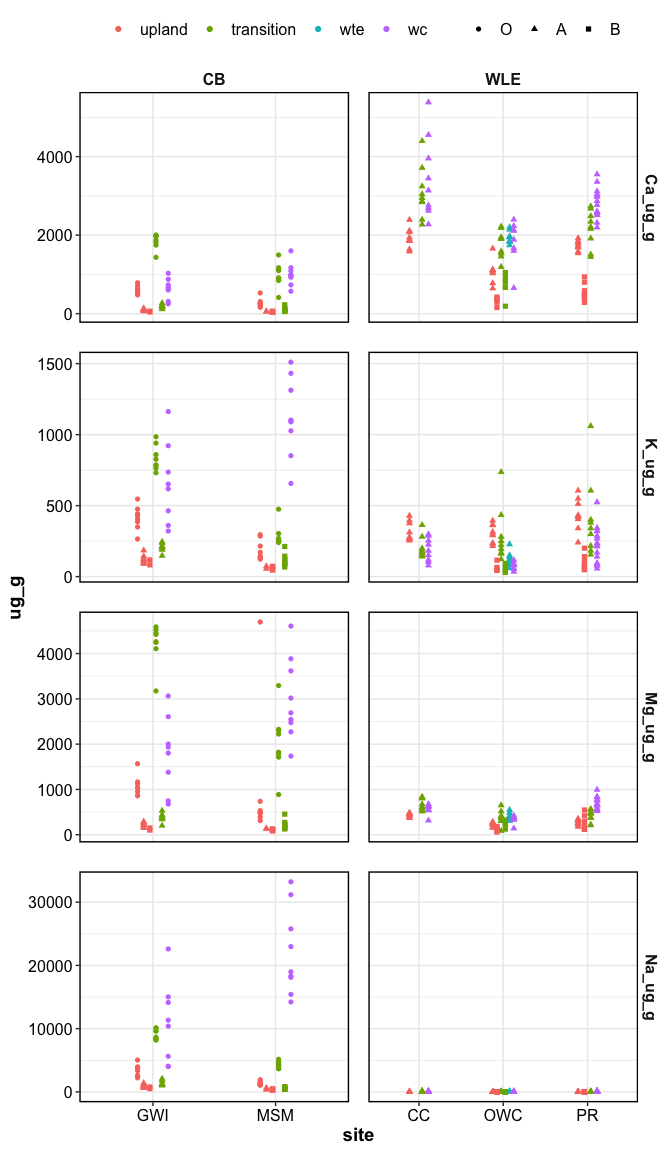 upland transition wte wc O A B
CB WLE
4000
2000
0
Ca_ug_g
1500
1000
500
0
K_ug_g
ug_g
4000
3000
2000
1000
0
Mg_ug_g
30000
20000
10000
0
Na_ug_g
GWI MSM CC OWC PR
site